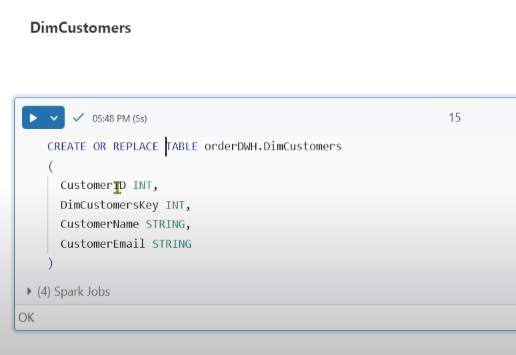 DimCustomers
05:48 PM (5s)
15
CREATE OR REPLACE TABLE orderDWH.DimCustomers
(
CustomerID INT,
DimCustomersKey INT,
CustomerName STRING,
CustomerEmail STRING
)
(4) Spark Jobs
OK